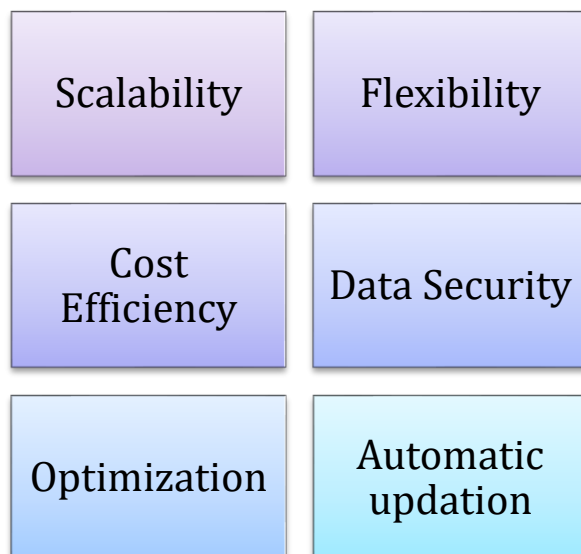 Scalability
Flexibility
Cost
Efficiency
Data Security
Optimization
Automatic
updation